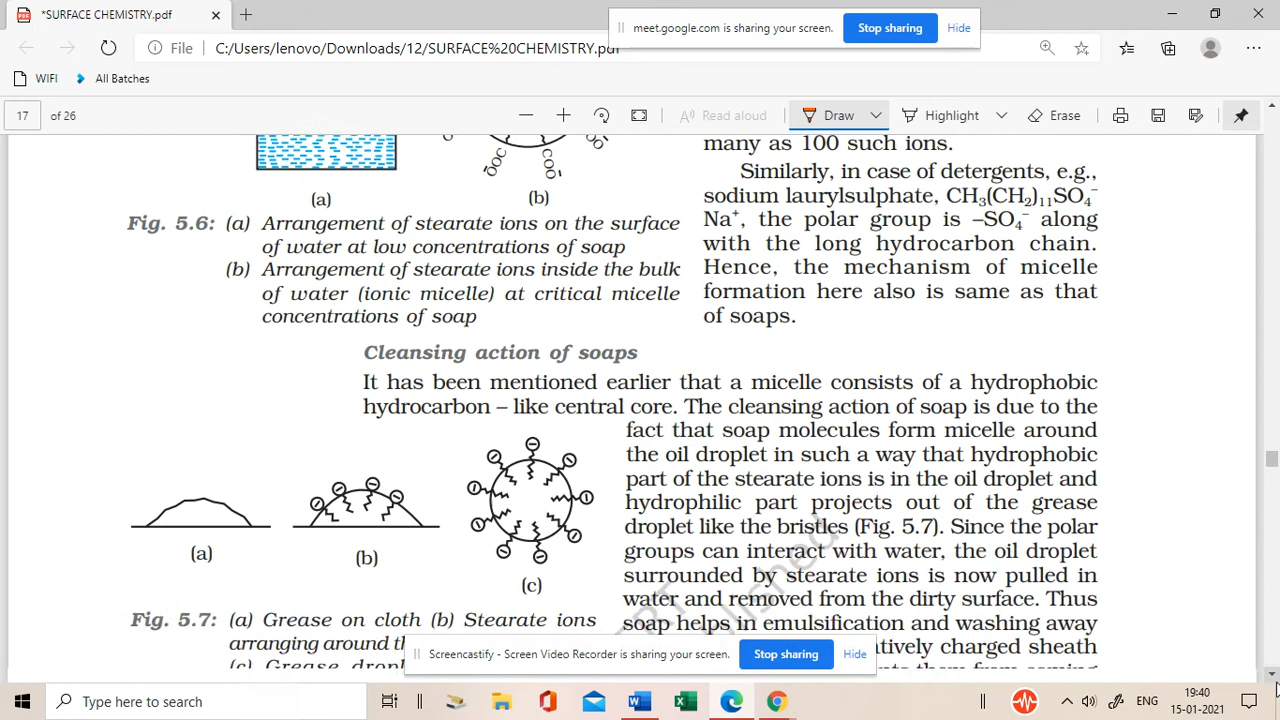 *SURFACE CHEMISTRY.pdf
meet.google.com is sharing your screen. Stop sharing Hide
File C:/Users/lenovo/Downloads/12/SURFACE%20CHEMISTRY.pdf
WIFI All Batches
17 of 26 Read aloud Draw Highlight Erase
many as 100 such ions.
Similarly, in case of detergents, e.g.,
sodium laurylsulphate, CH₃(CH₂)₁₁SO₄⁻
Na⁺, the polar group is –SO₄⁻ along
with the long hydrocarbon chain.
Hence, the mechanism of micelle
formation here also is same as that
of soaps.
COO COO⁻
(a) (b)
Fig. 5.6: (a) Arrangement of stearate ions on the surface
of water at low concentrations of soap
(b) Arrangement of stearate ions inside the bulk
of water (ionic micelle) at critical micelle
concentrations of soap
Cleansing action of soaps
It has been mentioned earlier that a micelle consists of a hydrophobic
hydrocarbon – like central core. The cleansing action of soap is due to the
fact that soap molecules form micelle around
the oil droplet in such a way that hydrophobic
part of the stearate ions is in the oil droplet and
hydrophilic part projects out of the grease
droplet like the bristles (Fig. 5.7). Since the polar
groups can interact with water, the oil droplet
surrounded by stearate ions is now pulled in
water and removed from the dirty surface. Thus
soap helps in emulsification and washing away
(a) (b) (c)
Fig. 5.7: (a) Grease on cloth (b) Stearate ions
arranging around
(c) Grease
charged sheath
Screencastify - Screen Video Recorder is sharing your screen. Stop sharing Hide
Type here to search
ENG
19:40
15-01-2021